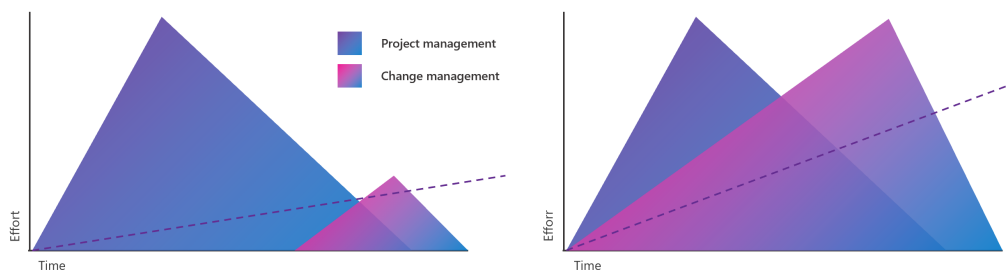 Project management
Change management
Effort
Time
Efforr
Time